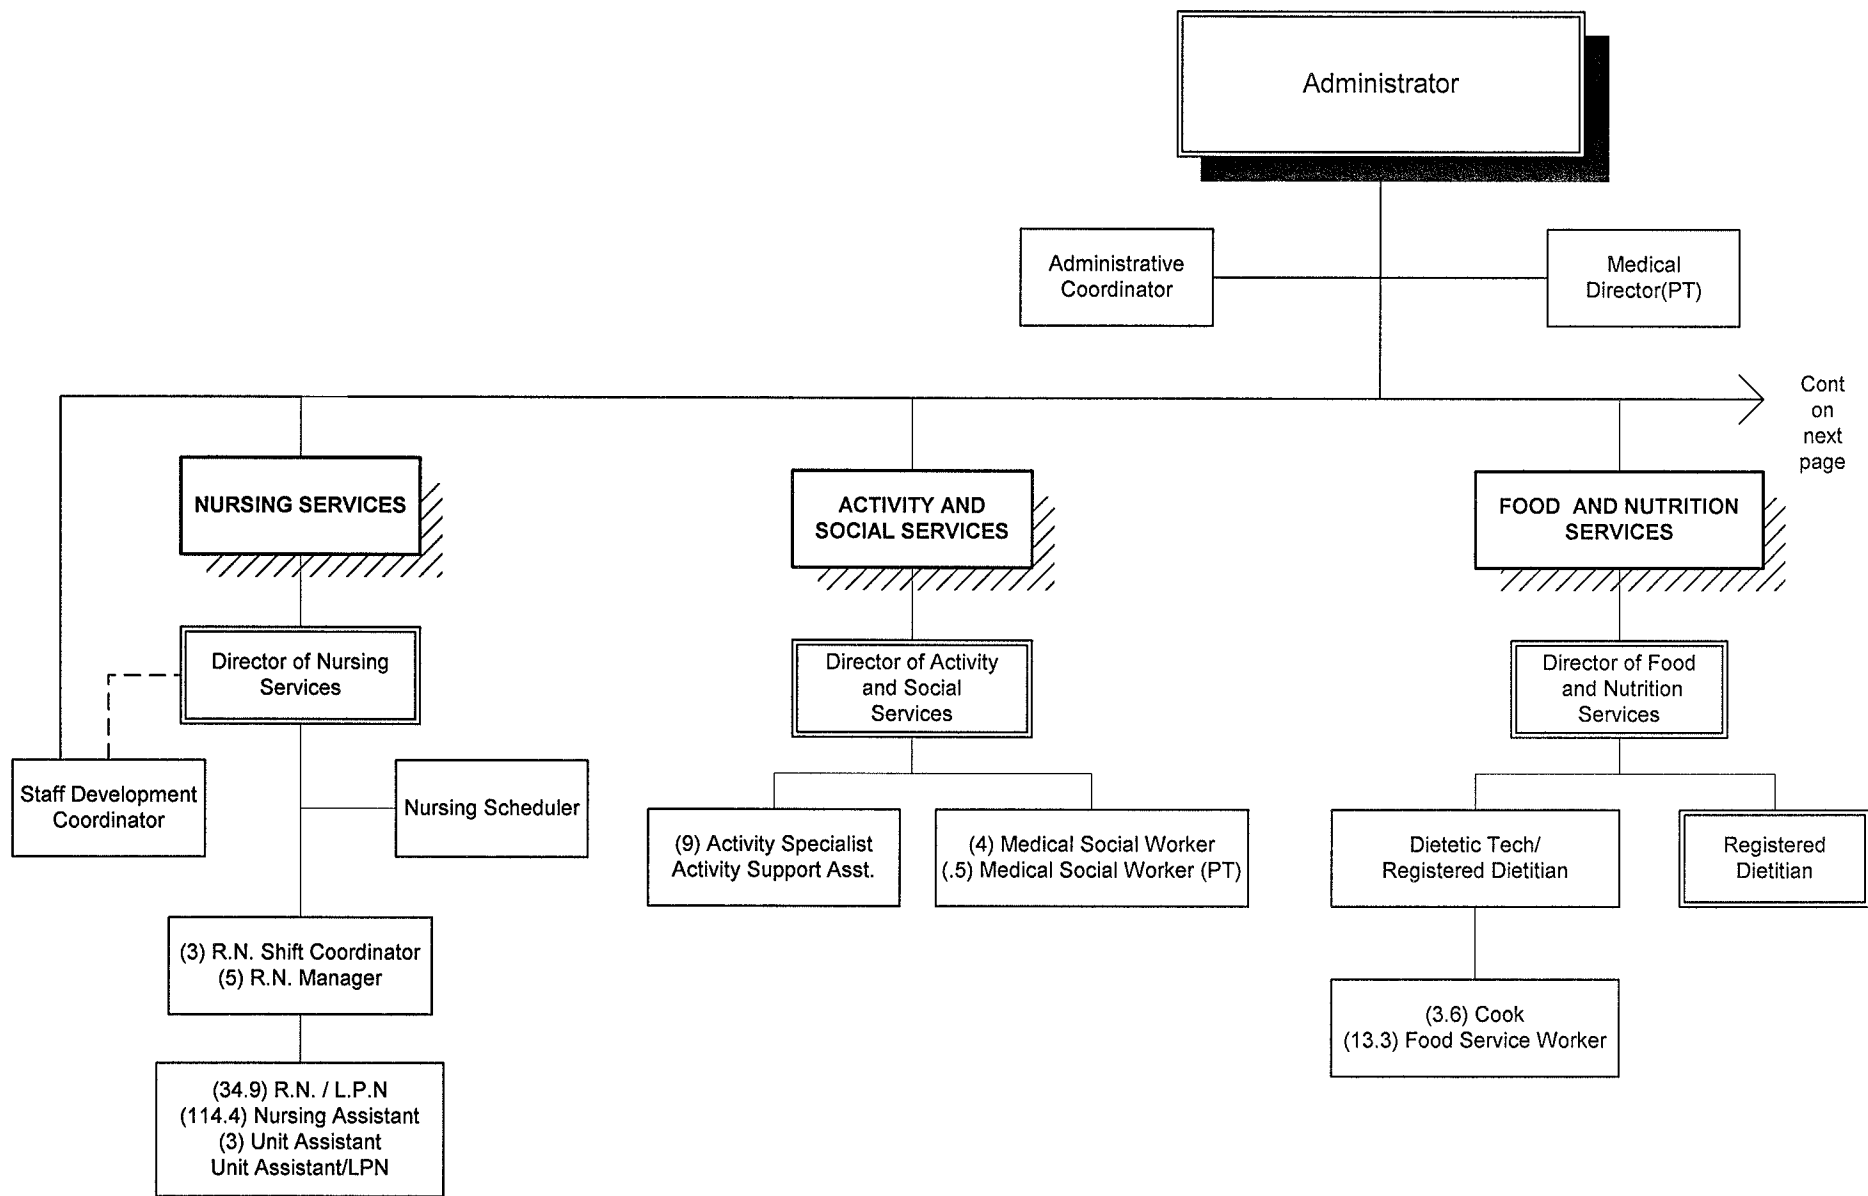 Administrator
Administrative
Coordinator
Medical
Director(PT)
Cont
on
next
page
NURSING SERVICES
ACTIVITY AND
SOCIAL SERVICES
FOOD AND NUTRITION
SERVICES
Director of Nursing
Services
Director of Activity
and Social
Services
Director of Food
and Nutrition
Services
Staff Development
Coordinator
Nursing Scheduler
(9) Activity Specialist
Activity Support Asst.
(4) Medical Social Worker
(.5) Medical Social Worker (PT)
Dietetic Tech/
Registered Dietitian
Registered
Dietitian
(3) R.N. Shift Coordinator
(5) R.N. Manager
(3.6) Cook
(13.3) Food Service Worker
(34.9) R.N. / L.P.N
(114.4) Nursing Assistant
(3) Unit Assistant
Unit Assistant/LPN